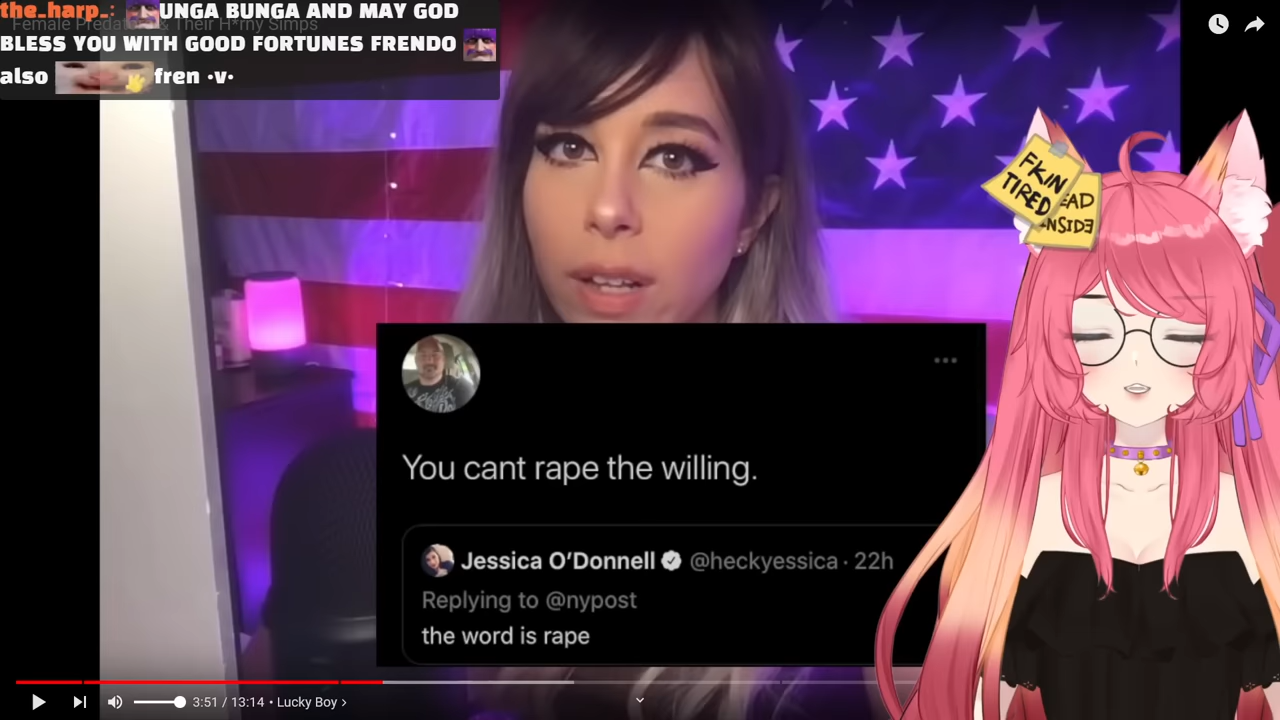 the_harp_: UNGA BUNGA AND MAY GOD
Female Predators & Their H*rny Simps
BLESS YOU WITH GOOD FORTUNES FRENDO
also fren •v•
FKIN
TIRED
EAD
INSIDE
You cant rape the willing.
Jessica O'Donnell @heckyessica · 22h
Replying to @nypost
the word is rape
3:51 / 13:14 • Lucky Boy >